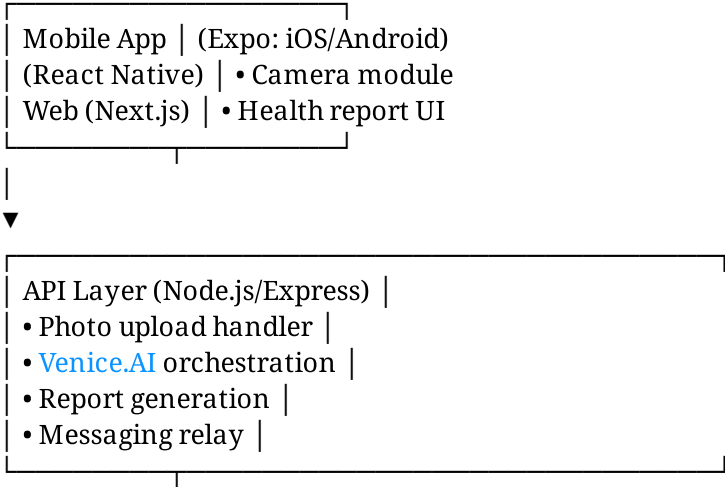 ┌─────────────────────┐
│ Mobile App │ (Expo: iOS/Android)
│ (React Native) │ • Camera module
│ Web (Next.js) │ • Health report UI
└──────────┬──────────┘
│
▼
┌─────────────────────────────────────────────┐
│ API Layer (Node.js/Express) │
│ • Photo upload handler │
│ • Venice.AI orchestration │
│ • Report generation │
│ • Messaging relay │
└──────────┬──────────────────────────────────┘